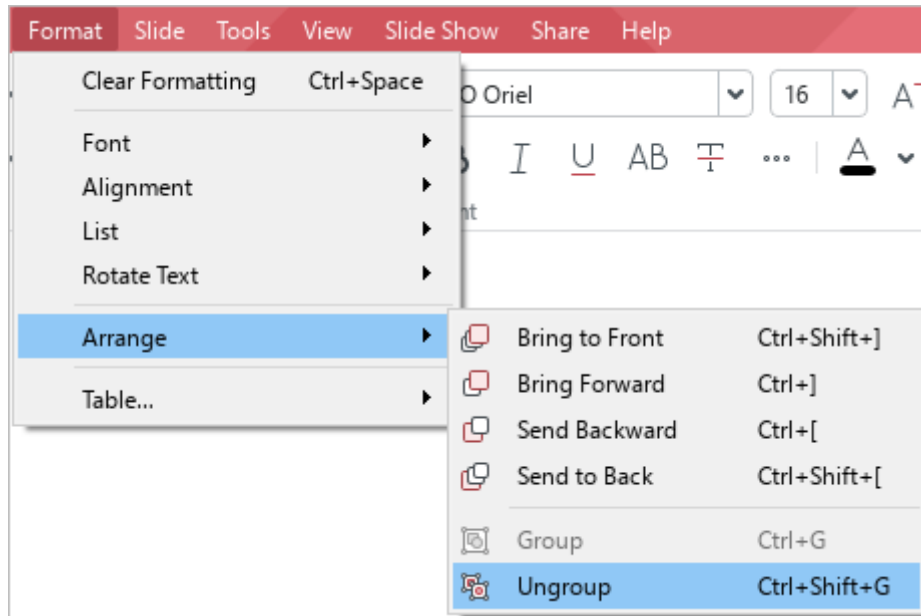 Format Slide Tools View Slide Show Share Help
Clear Formatting Ctrl+Space
O Oriel 16 A
Font
I U AB T A
Alignment
List
Rotate Text
Arrange
Bring to Front Ctrl+Shift+]
Bring Forward Ctrl+]
Table...
Send Backward Ctrl+[
Send to Back Ctrl+Shift+[
Group Ctrl+G
Ungroup Ctrl+Shift+G